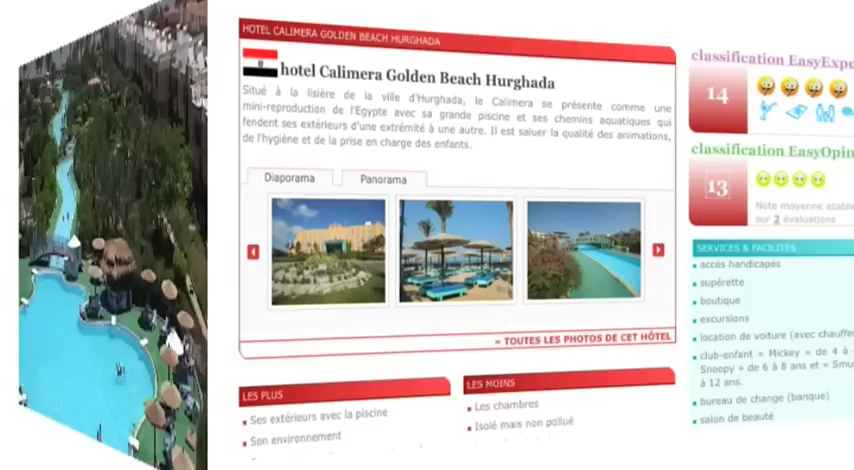 HOTEL CALIMERA GOLDEN BEACH HURGHADA
hotel Calimera Golden Beach Hurghada
Situé à la lisière de la ville d'Hurghada, le Calimera se présente comme une
mini-reproduction de l'Egypte avec sa grande piscine et ses chemins aquatiques qui
fendent ses extérieurs d'une extrémité à une autre. Il est saluer la qualité des animations,
de l'hygiène et de la prise en charge des enfants.
Diaporama
Panorama
» TOUTES LES PHOTOS DE CET HÔTEL
LES PLUS
Ses extérieurs avec la piscine
Son environnement
LES MOINS
Les chambres
Isolé mais non pollué
classification EasyExpe
14
classification EasyOpin
13
Note moyenne etabli
sur 2 évaluations
SERVICES & FACILITÉS
accès handicapés
supérette
boutique
excursions
location de voiture (avec chauffe
club-enfant « Mickey » de 4 à
Snoopy » de 6 à 8 ans et « Smu
à 12 ans.
bureau de change (banque)
salon de beauté